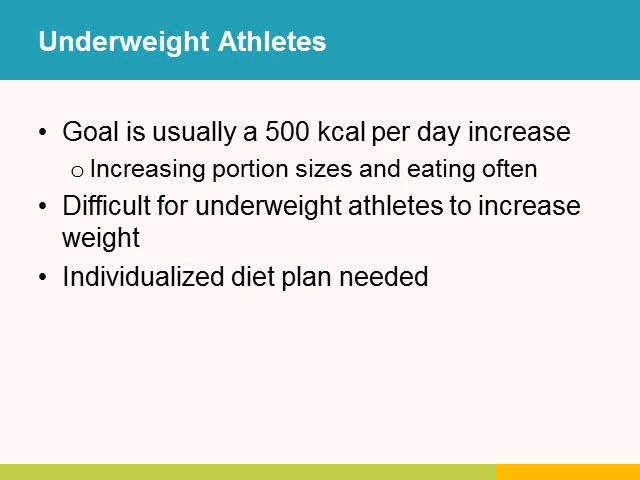 Underweight Athletes
• Goal is usually a 500 kcal per day increase
o Increasing portion sizes and eating often
• Difficult for underweight athletes to increase
weight
• Individualized diet plan needed